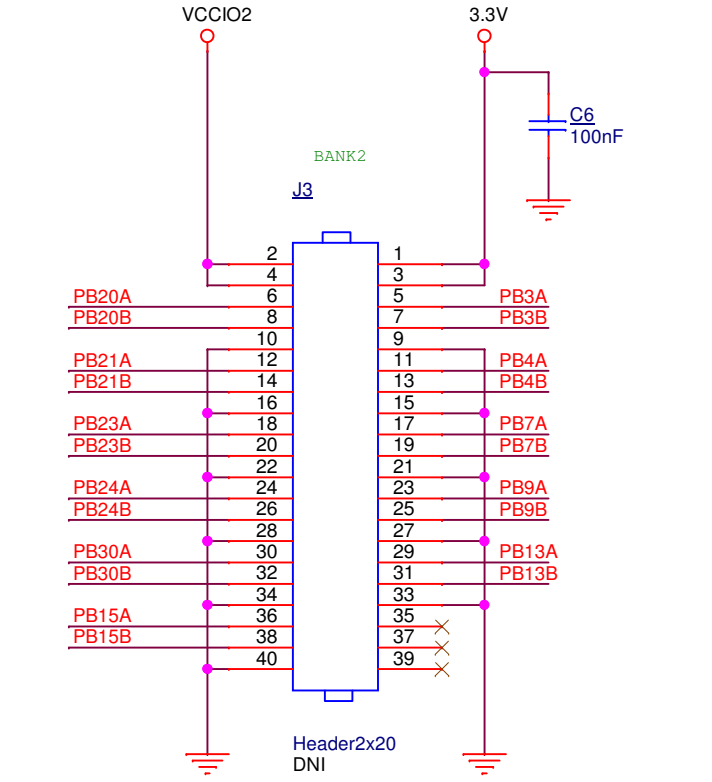 VCCIO2 3.3V
C6
100nF
BANK2
J3
2 1
4 3
PB20A 6 5 PB3A
PB20B 8 7 PB3B
10 9
PB21A 12 11 PB4A
PB21B 14 13 PB4B
16 15
PB23A 18 17 PB7A
PB23B 20 19 PB7B
22 21
PB24A 24 23 PB9A
PB24B 26 25 PB9B
28 27
PB30A 30 29 PB13A
PB30B 32 31 PB13B
34 33
PB15A 36 35
PB15B 38 37
40 39
Header2x20
DNI